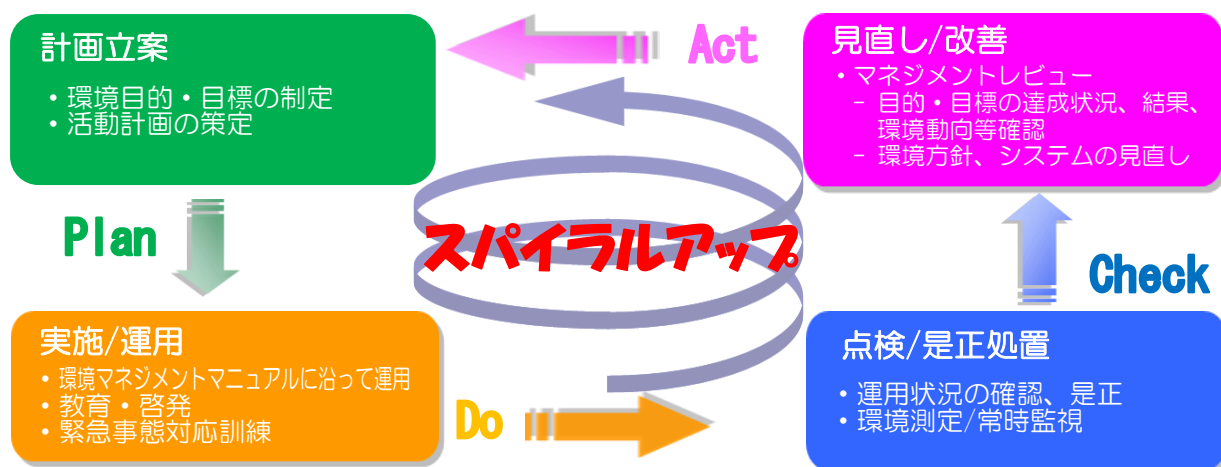 計画立案
・環境目的・目標の制定
・活動計画の策定
Act
見直し/改善
・マネジメントレビュー
- 目的・目標の達成状況、結果、
環境動向等確認
- 環境方針、システムの見直し
Plan
スパイラルアップ
Check
実施/運用
・環境マネジメントマニュアルに沿って運用
・教育・啓発
・緊急事態対応訓練
Do
点検/是正処置
・運用状況の確認、是正
・環境測定/常時監視